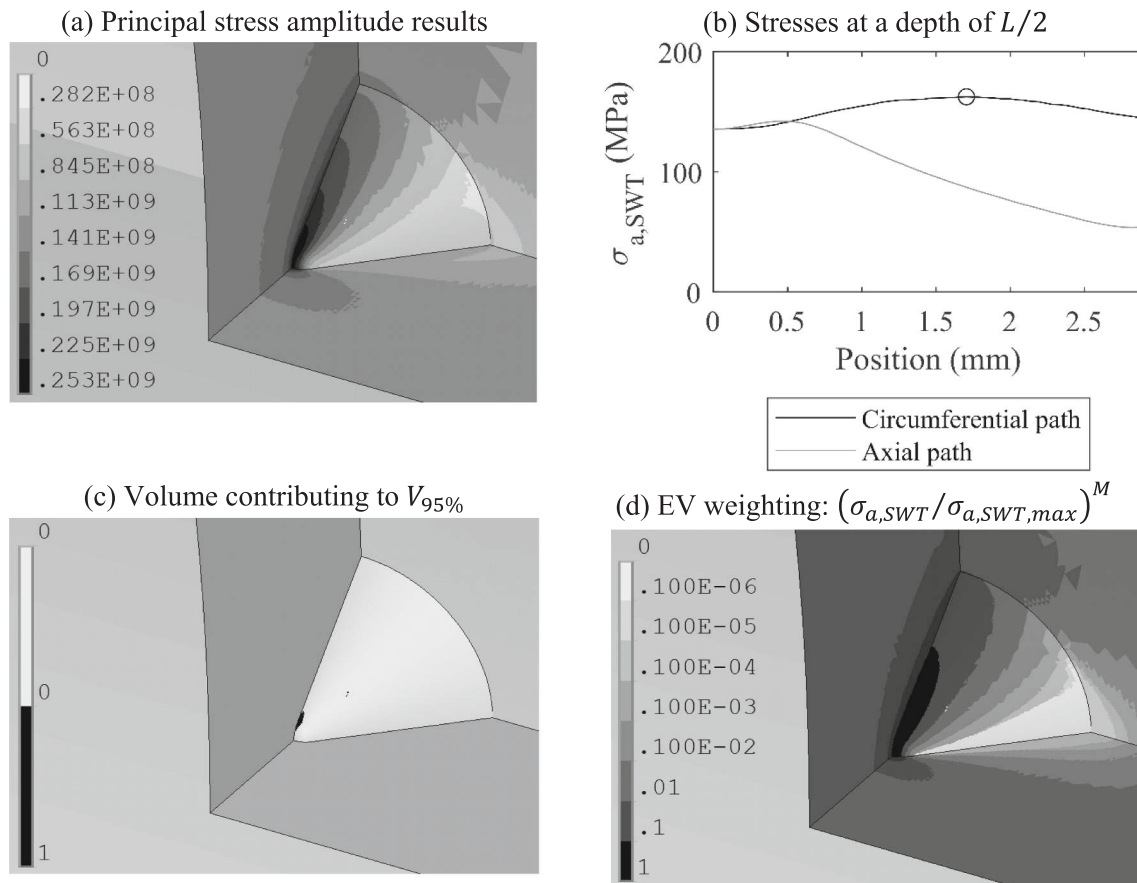 (a) Principal stress amplitude results
0
.282E+08
.563E+08
.845E+08
.113E+09
.141E+09
.169E+09
.197E+09
.225E+09
.253E+09
(b) Stresses at a depth of L/2
σa,SWT (MPa)
200
100
0
0 0.5 1 1.5 2 2.5
Position (mm)
Circumferential path
Axial path
(c) Volume contributing to V95%
0
0
1
(d) EV weighting: (σa,SWT/σa,SWT,max)^M
0
.100E-06
.100E-05
.100E-04
.100E-03
.100E-02
.01
.1
1